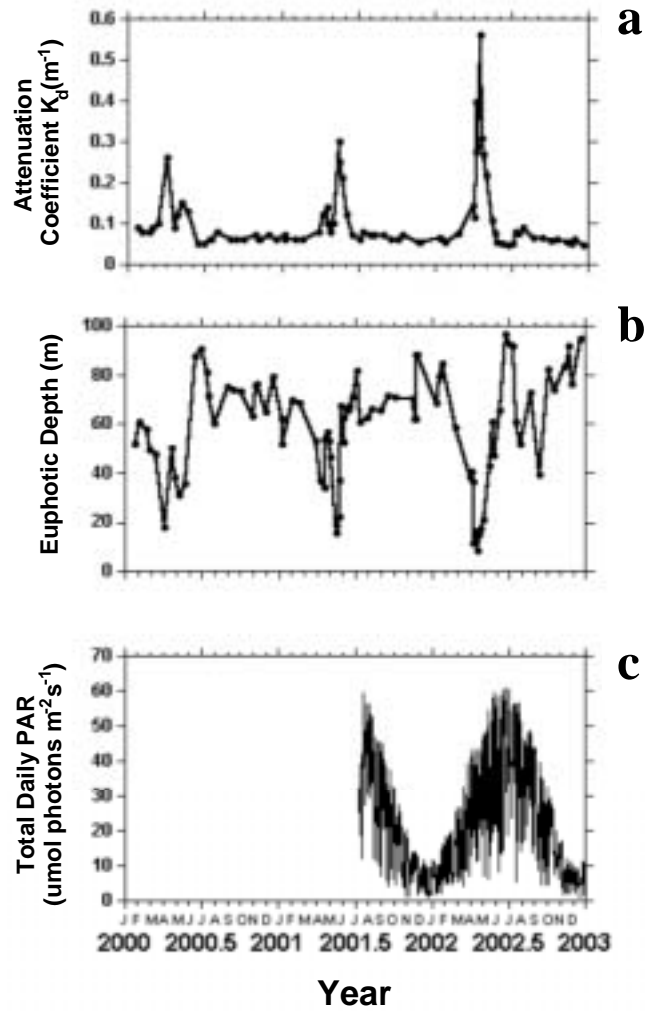 a
Attenuation
Coefficient Kd(m-1)
0.6
0.5
0.4
0.3
0.2
0.1
0
b
Euphotic Depth (m)
100
80
60
40
20
0
c
Total Daily PAR
(umol photons m-2s-1)
70
60
50
40
30
20
10
0
J F M A M J J A S O N D J F M A M J J A S O N D J F M A M J J A S O N D
2000 2000.5 2001 2001.5 2002 2002.5 2003
Year